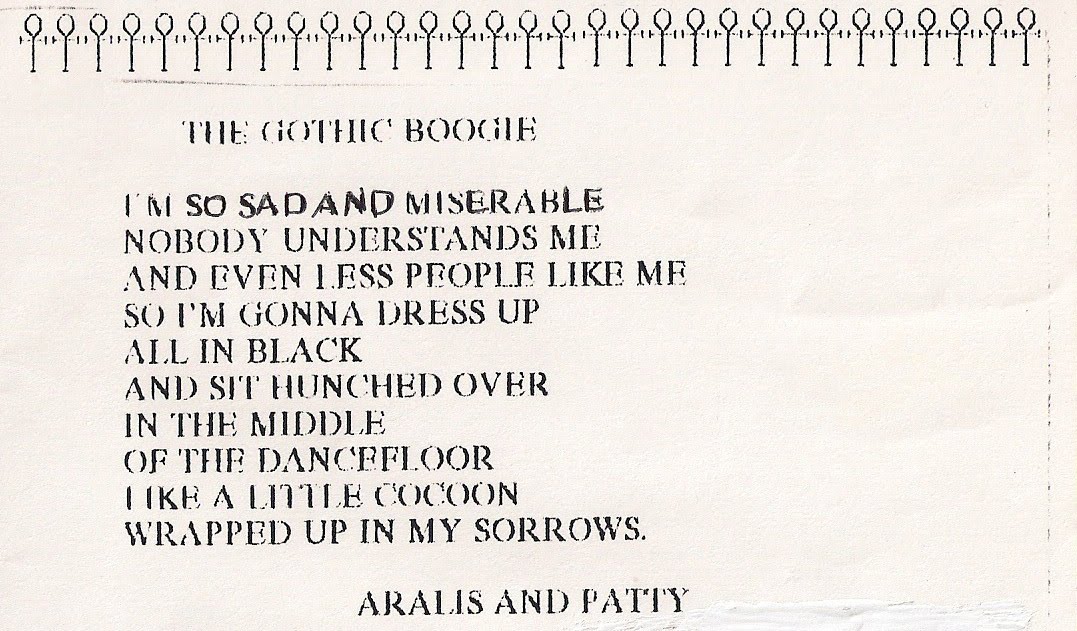 THE GOTHIC BOOGIE
I'M SO SAD AND MISERABLE
NOBODY UNDERSTANDS ME
AND EVEN LESS PEOPLE LIKE ME
SO I'M GONNA DRESS UP
ALL IN BLACK
AND SIT HUNCHED OVER
IN THE MIDDLE
OF THE DANCEFLOOR
LIKE A LITTLE COCOON
WRAPPED UP IN MY SORROWS.
ARALIS AND PATTY